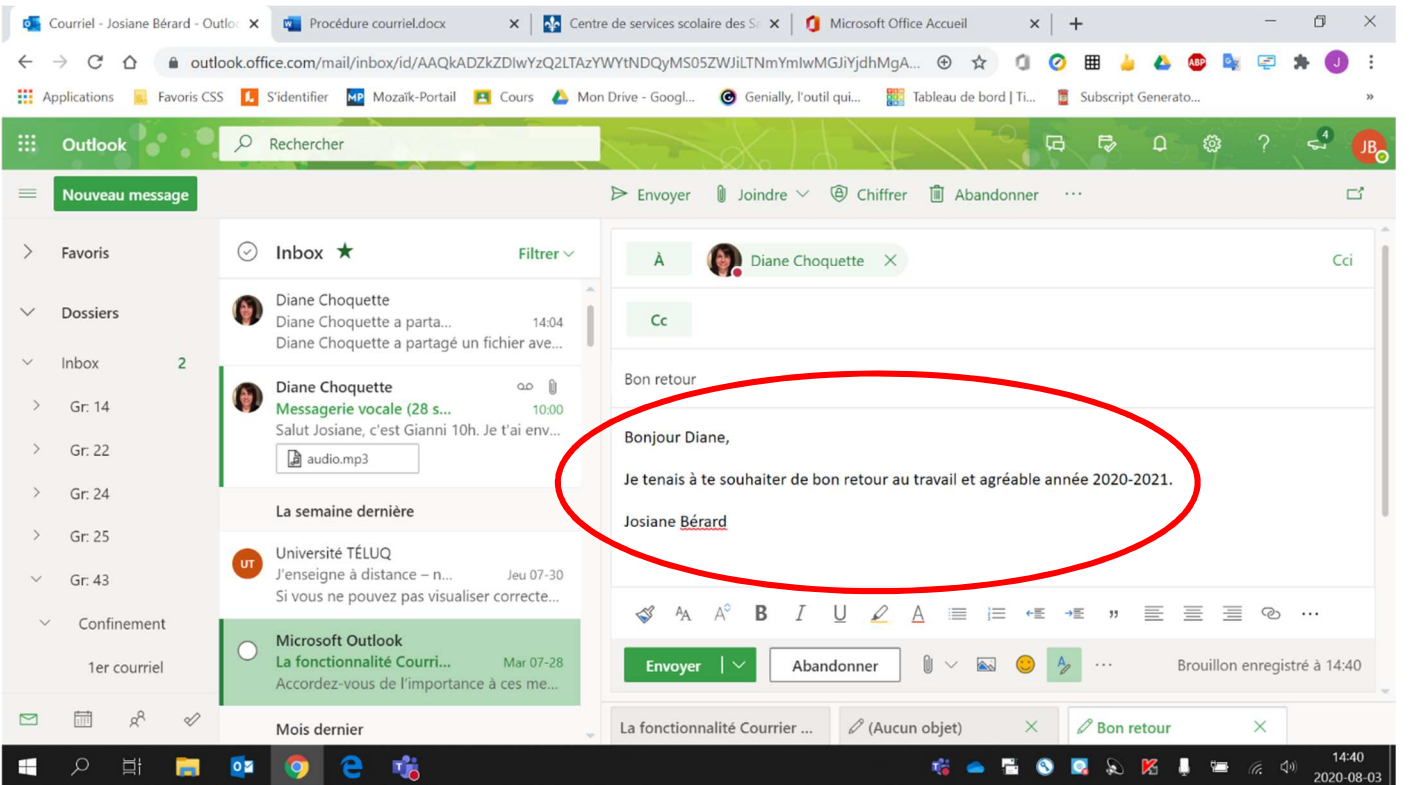 Courriel - Josiane Bérard - Outloo
Procédure courriel.docx
Centre de services scolaire des S
Microsoft Office Accueil
outlook.office.com/mail/inbox/id/AAQkADZkZDIwYzQ2LTAzYWYtNDQyMS05ZWJiLTNmYmIwMGJiYjdhMgA...
Applications
Favoris CSS
S'identifier
Mozaïk-Portail
Cours
Mon Drive - Googl...
Genially, l'outil qui...
Tableau de bord | Ti...
Subscript Generato...
»
Outlook
Rechercher
4
JB
Nouveau message
Envoyer
Joindre
Chiffrer
Abandonner
...
Favoris
Dossiers
Inbox 2
Gr: 14
Gr: 22
Gr: 24
Gr: 25
Gr: 43
Confinement
1er courriel
Inbox ★
Filtrer
Diane Choquette
Diane Choquette a parta... 14:04
Diane Choquette a partagé un fichier ave...
Diane Choquette
Messagerie vocale (28 s... 10:00
Salut Josiane, c'est Gianni 10h. Je t'ai env...
audio.mp3
La semaine dernière
UT
Université TÉLUQ
J'enseigne à distance – n... Jeu 07-30
Si vous ne pouvez pas visualiser correcte...
Microsoft Outlook
La fonctionnalité Courri... Mar 07-28
Accordez-vous de l'importance à ces me...
Mois dernier
À
Diane Choquette
Cci
Cc
Bon retour
Bonjour Diane,
Je tenais à te souhaiter de bon retour au travail et agréable année 2020-2021.
Josiane Bérard
B I U A
Envoyer
Abandonner
...
Brouillon enregistré à 14:40
La fonctionnalité Courrier ...
(Aucun objet)
Bon retour
14:40
2020-08-03